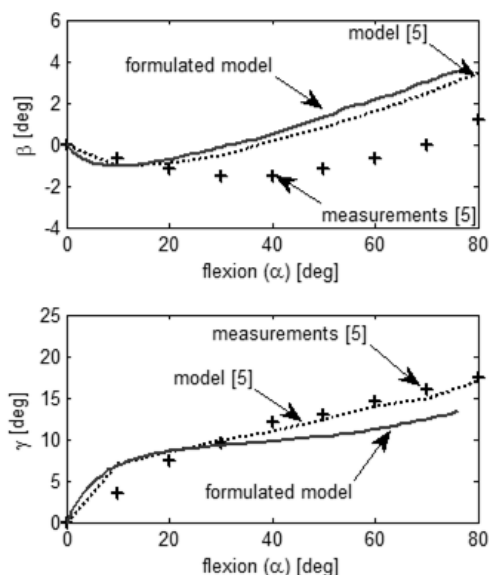 6
4
2
0
-2
-4
β [deg]
model [5]
formulated model
measurements [5]
0
20
40
60
80
flexion (α) [deg]
25
20
15
10
5
0
γ [deg]
measurements [5]
model [5]
formulated model
0
20
40
60
80
flexion (α) [deg]